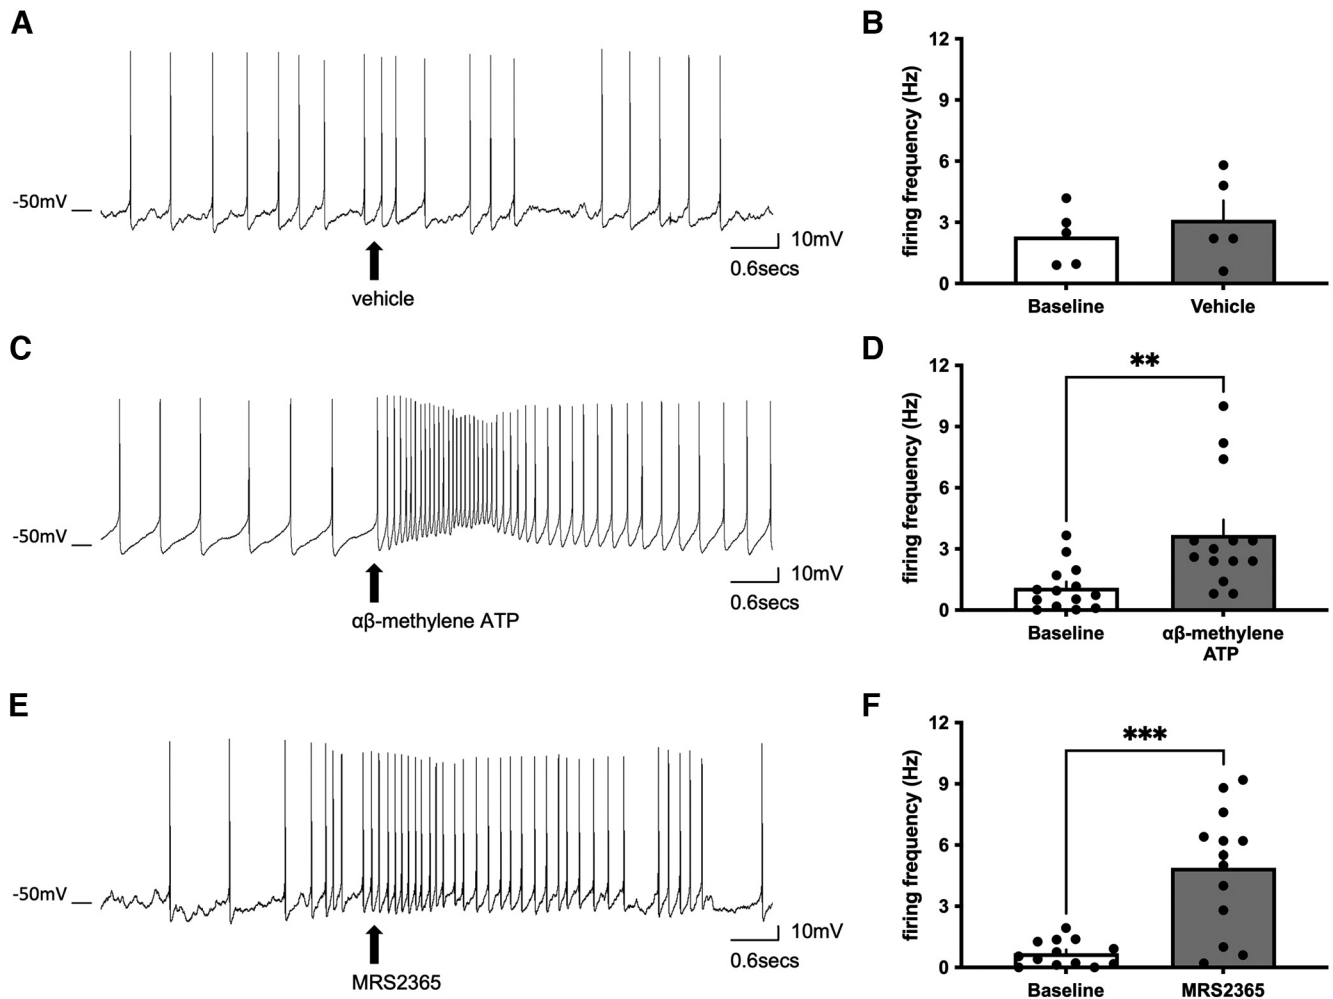 A
-50mV
10mV
0.6secs
vehicle
B
firing frequency (Hz)
12
9
6
3
0
Baseline
Vehicle
C
-50mV
10mV
0.6secs
αβ-methylene ATP
D
**
firing frequency (Hz)
12
9
6
3
0
Baseline
αβ-methylene
ATP
E
-50mV
10mV
0.6secs
MRS2365
F
***
firing frequency (Hz)
12
9
6
3
0
Baseline
MRS2365